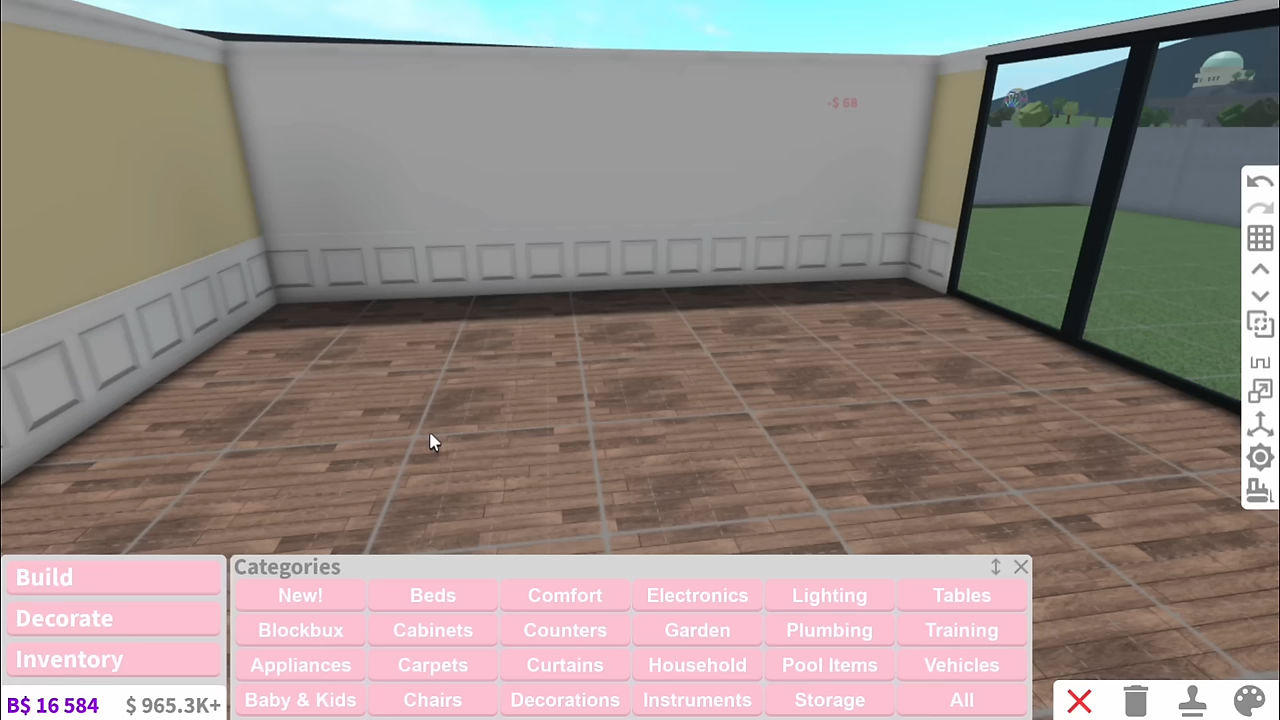 -$ 68
Build
Decorate
Inventory
B$ 16 584 $ 965.3K+
Categories
New! Beds Comfort Electronics Lighting Tables
Blockbux Cabinets Counters Garden Plumbing Training
Appliances Carpets Curtains Household Pool Items Vehicles
Baby & Kids Chairs Decorations Instruments Storage All